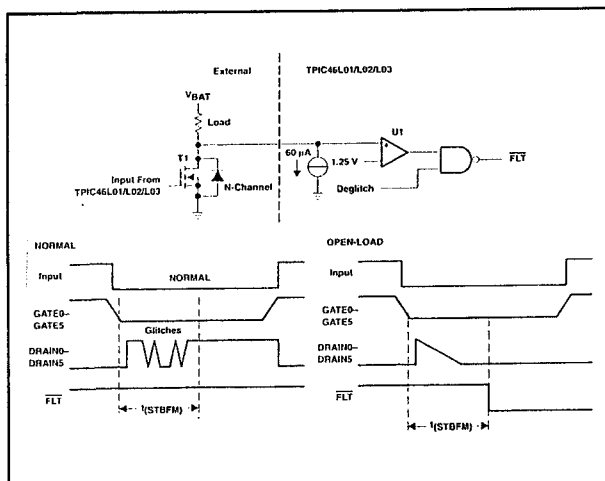 External
TPIC46L01/L02/L03
VBAT
Load
T1
Input From
TPIC46L01/L02/L03
N-Channel
60 µA
1.25 V
U1
Deglitch
FLT
NORMAL
Input
NORMAL
GATE0–
GATE5
Glitches
DRAIN0–
DRAIN5
FLT
t(STBFM)
OPEN-LOAD
Input
GATE0–
GATE5
DRAIN0–
DRAIN5
FLT
t(STBFM)